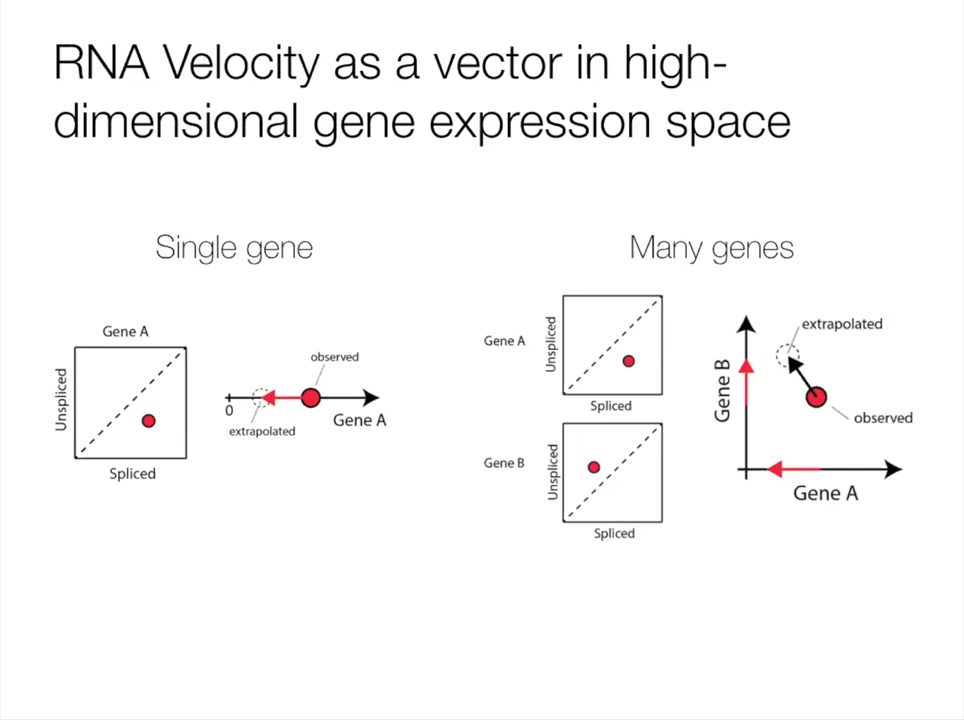 RNA Velocity as a vector in high-
dimensional gene expression space
Single gene
Gene A
Unspliced
Spliced
observed
0
extrapolated
Gene A
Many genes
Gene A
Unspliced
Spliced
Gene B
Unspliced
Spliced
extrapolated
Gene B
observed
Gene A